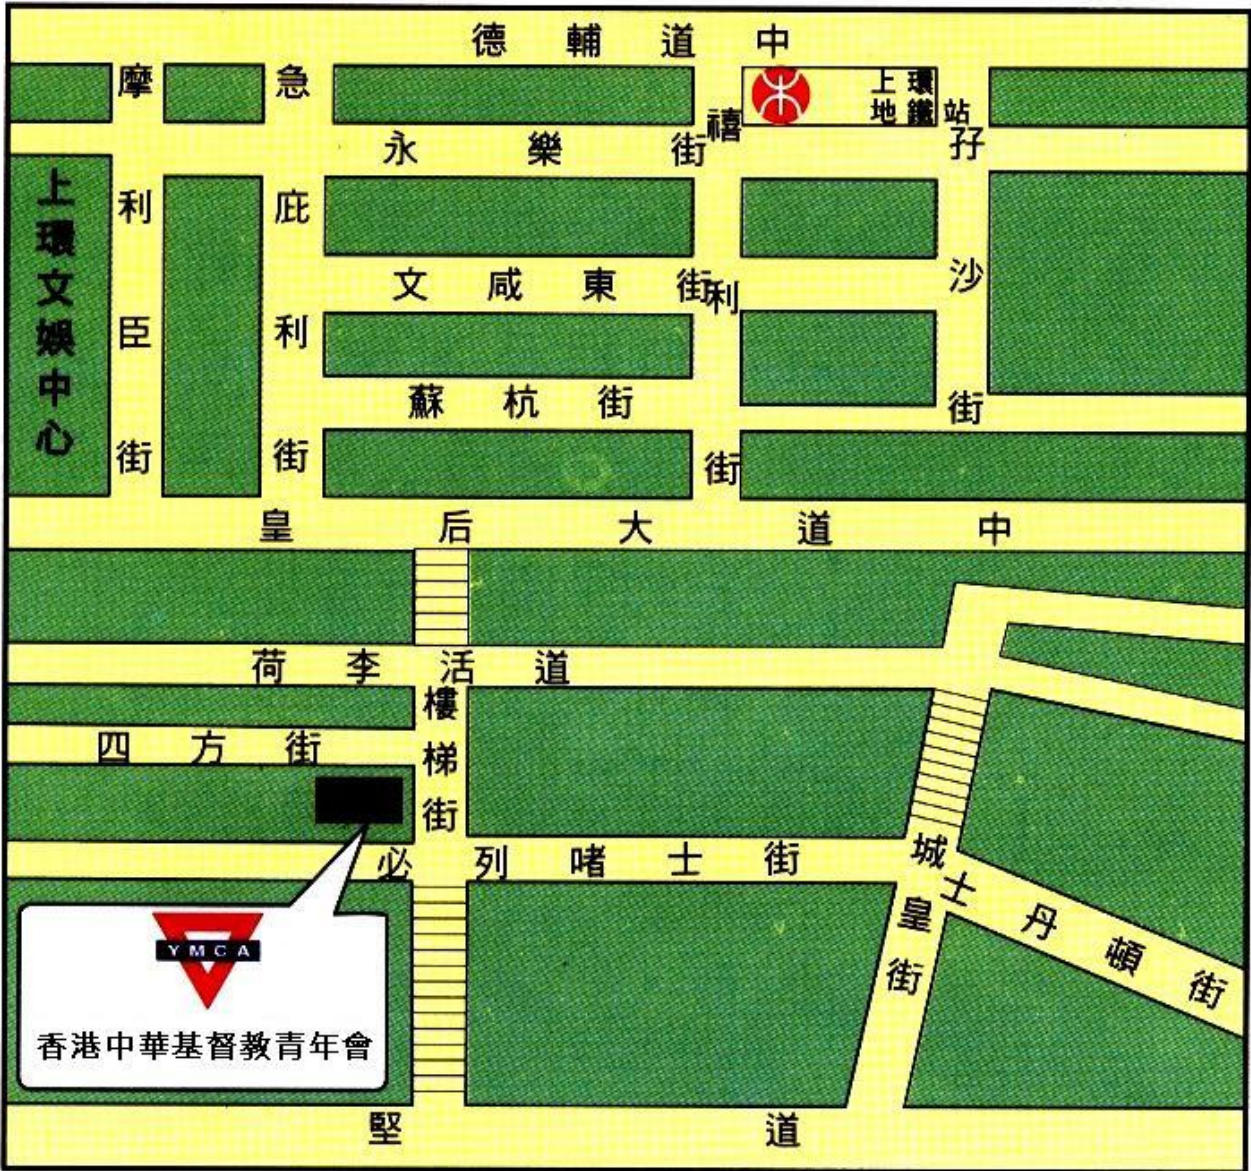 德輔道中
上環
地鐵站
摩利臣街
急庇利街
禧利街
孖沙街
永樂街
上環文娛中心
文咸東街
蘇杭街
皇后大道中
荷李活道
樓梯街
四方街
必列啫士街
城皇街
士丹頓街
YMCA
香港中華基督教青年會
堅道